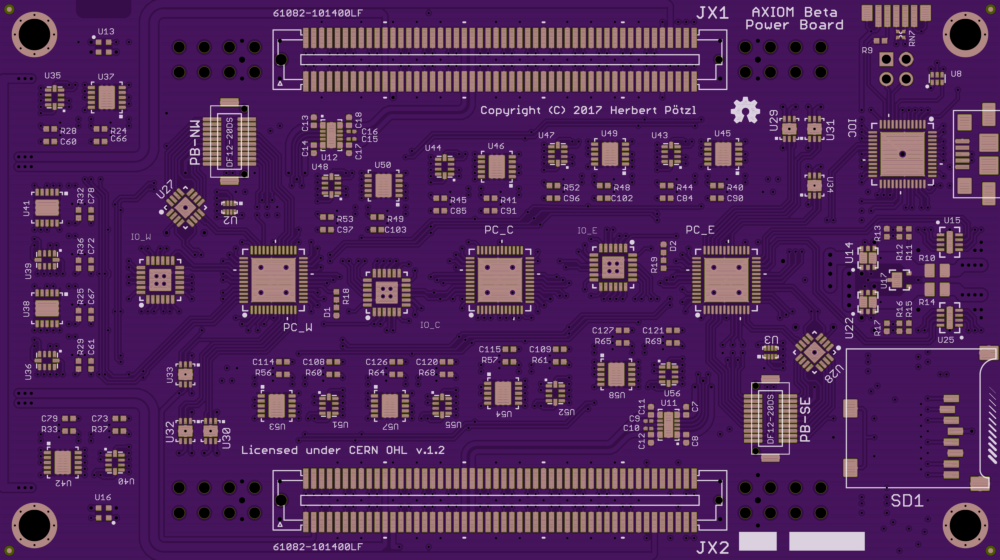 61082-101400LF
JX1
AXIOM Beta
Power Board
U13
R9
RN7
U8
U35
U37
R28
C60
R24
C66
Copyright (C) 2017 Herbert Pötzl
PB-NW
DF12-20DS
C13
C14
C18
C16
C15
C17
U12
U29
U31
IOC
U34
U47
U49
U43
U45
U44
U46
U48
U50
R52
C96
R48
C102
R44
C84
R40
C90
R45
C85
R41
C91
R53
C97
R49
C103
U41
R32
C78
U27
U2
IO_W
PC_C
IO_E
PC_E
D2
R19
R36
C72
U39
U38
R25
C67
R29
C61
U36
D1
R18
PC_W
IO_C
R13
R12
R11
U15
U14
R10
U17
R14
U22
R17
R16
R15
U25
C127
R65
C121
R69
U3
U28
C115
R57
C109
R61
C114
R56
C108
R60
C126
R64
C120
R68
U33
U58
U56
U54
U52
U53
U51
U57
U55
U11
C11
C9
C10
C12
C7
C8
PB-SE
DF12-20DS
C79
R33
C73
R37
U32
U30
U42
U40
Licensed under CERN OHL v.1.2
U16
SD1
61082-101400LF
JX2